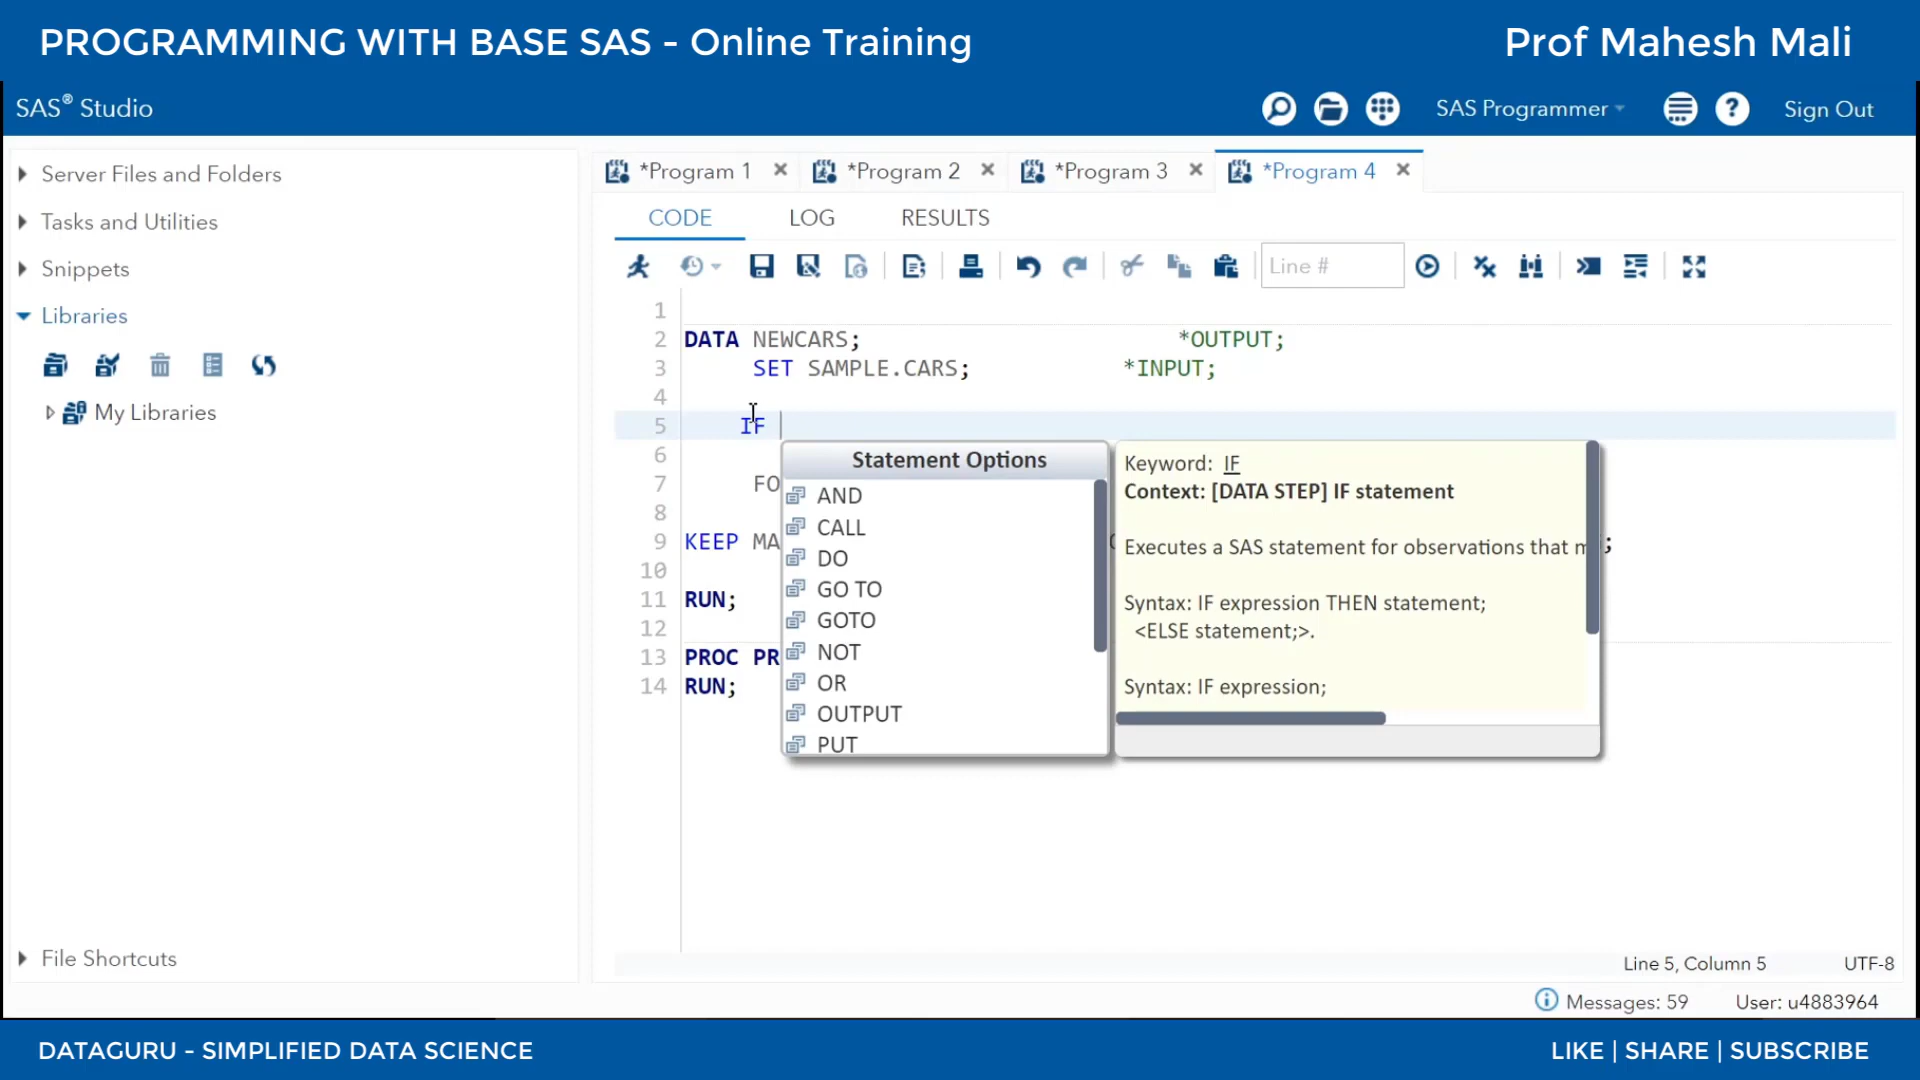 PROGRAMMING WITH BASE SAS - Online Training
Prof Mahesh Mali
SAS® Studio
SAS Programmer
Sign Out
Server Files and Folders
Tasks and Utilities
Snippets
Libraries
My Libraries
File Shortcuts
*Program 1
*Program 2
*Program 3
*Program 4
CODE
LOG
RESULTS
Line #
1
2 DATA NEWCARS; *OUTPUT;
3 SET SAMPLE.CARS; *INPUT;
4
5 IF
6
7 FO
8
9 KEEP MA ;
10
11 RUN;
12
13 PROC PR
14 RUN;
Statement Options
AND
CALL
DO
GO TO
GOTO
NOT
OR
OUTPUT
PUT
Keyword: IF
Context: [DATA STEP] IF statement
Executes a SAS statement for observations that m
Syntax: IF expression THEN statement;
<ELSE statement;>.
Syntax: IF expression;
Line 5, Column 5
UTF-8
Messages: 59
User: u4883964
DATAGURU - SIMPLIFIED DATA SCIENCE
LIKE | SHARE | SUBSCRIBE